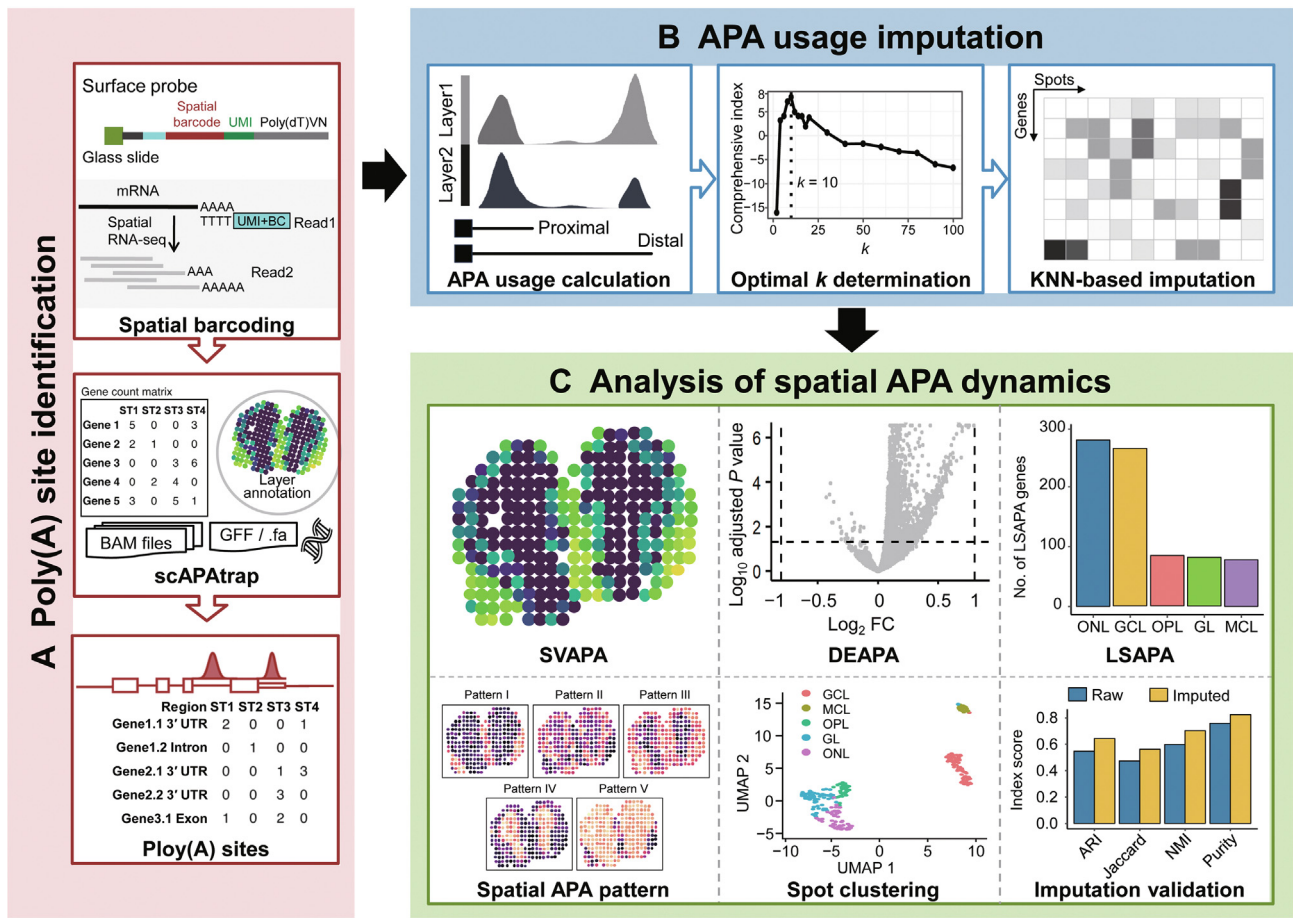 A Poly(A) site identification
Surface probe
Spatial
barcode
UMI
Poly(dT)VN
Glass slide
mRNA
AAAA
TTTT
UMI+BC
Read1
Spatial
RNA-seq
AAA
Read2
AAAAA
Spatial barcoding
Gene count matrix
ST1 ST2 ST3 ST4
Gene 1 5 0 0 3
Gene 2 2 1 0 0
Gene 3 0 0 3 6
Gene 4 0 2 4 0
Gene 5 3 0 5 1
Layer
annotation
BAM files
GFF / .fa
scAPAtrap
Region ST1 ST2 ST3 ST4
Gene1.1 3′ UTR 2 0 0 1
Gene1.2 Intron 0 1 0 0
Gene2.1 3′ UTR 0 0 1 3
Gene2.2 3′ UTR 0 0 3 0
Gene3.1 Exon 1 0 2 0
Ploy(A) sites
B APA usage imputation
Layer1
Layer2
Proximal
Distal
APA usage calculation
Comprehensive index
8
5
0
−5
−10
−15
k = 10
0 25 50 75 100
k
Optimal k determination
Spots
Genes
KNN-based imputation
C Analysis of spatial APA dynamics
SVAPA
Log10 adjusted P value
6
4
2
0
−1 −0.5 0 0.5 1
Log2 FC
DEAPA
No. of LSAPA genes
300
200
100
0
ONL GCL OPL GL MCL
LSAPA
Pattern I
Pattern II
Pattern III
Pattern IV
Pattern V
Spatial APA pattern
UMAP 2
15
10
5
0
−5
GCL
MCL
OPL
GL
ONL
−10 −5 0 5 10
UMAP 1
Spot clustering
Raw
Imputed
Index score
0.8
0.6
0.4
0.2
0.0
ARI
Jaccard
NMI
Purity
Imputation validation